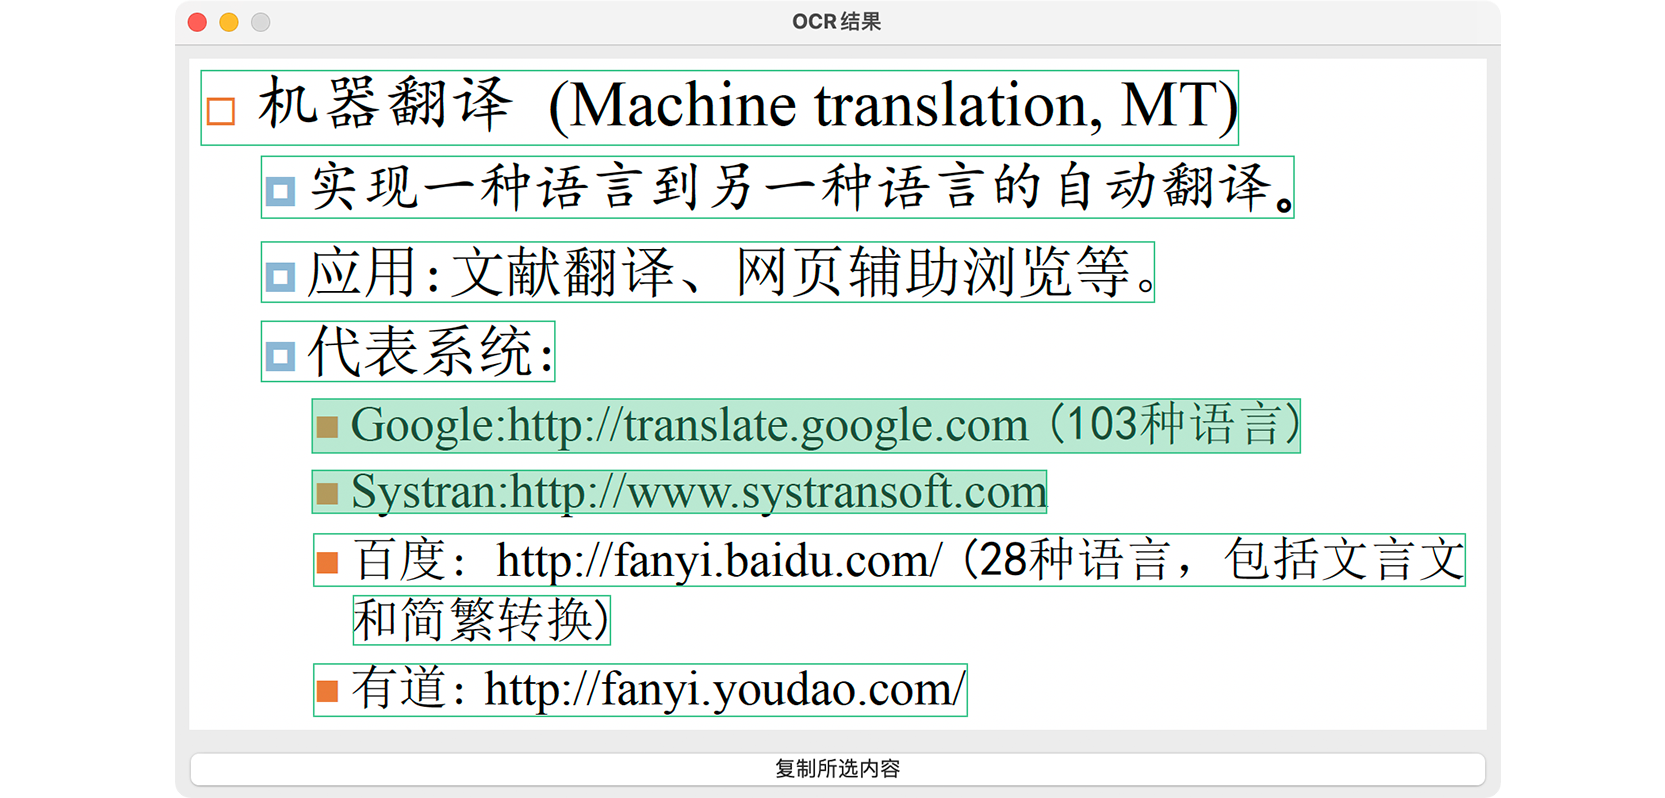 OCR结果
机器翻译 (Machine translation, MT)
实现一种语言到另一种语言的自动翻译。
应用:文献翻译、网页辅助浏览等。
代表系统:
Google:http://translate.google.com (103种语言)
Systran:http://www.systransoft.com
百度：http://fanyi.baidu.com/ (28种语言，包括文言文
和简繁转换)
有道：http://fanyi.youdao.com/
复制所选内容